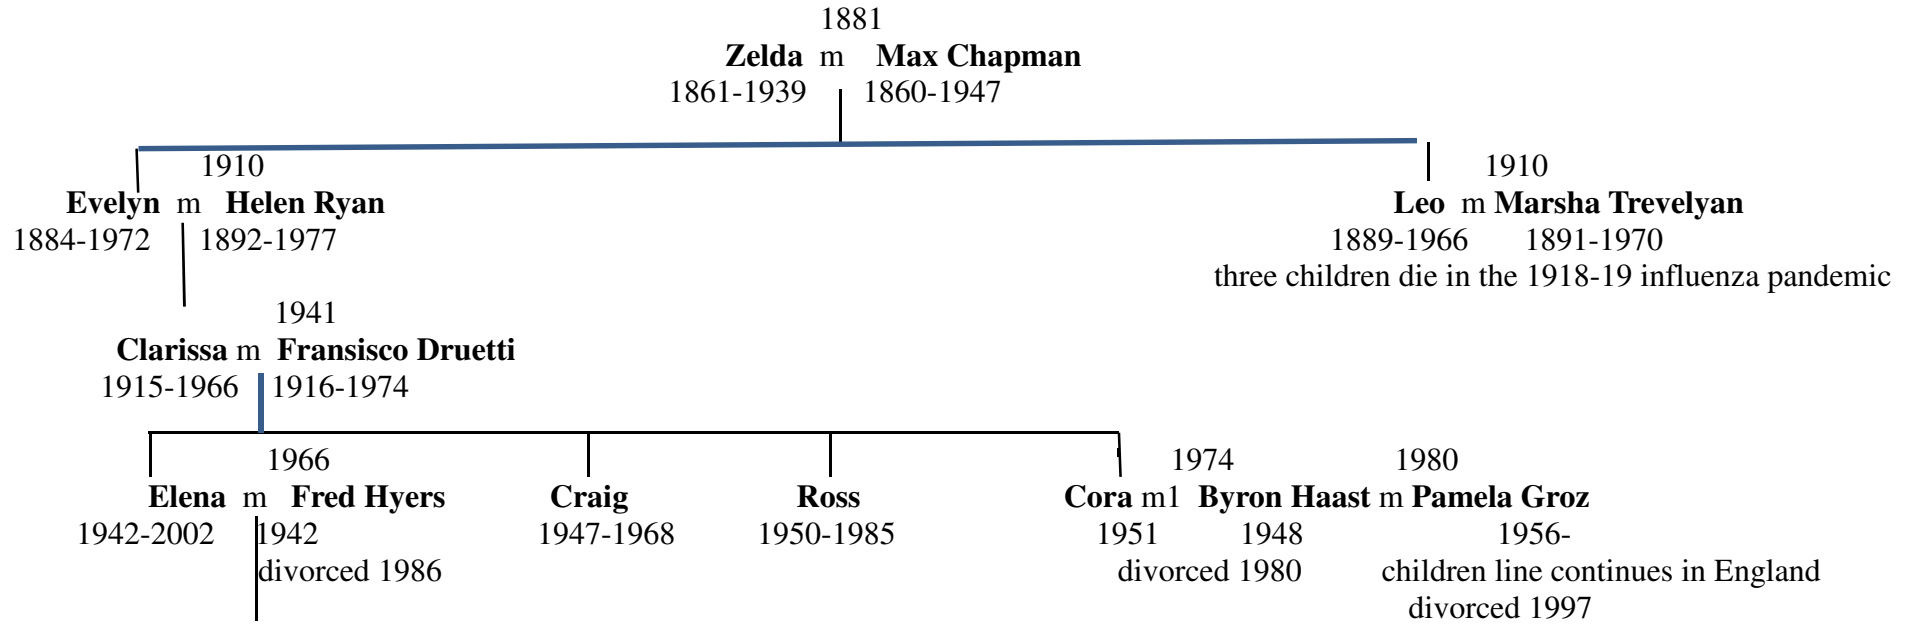 1881
Zelda m Max Chapman
1861-1939 1860-1947
1910 1910
Evelyn m Helen Ryan Leo m Marsha Trevelyan
1884-1972 1892-1977 1889-1966 1891-1970
three children die in the 1918-19 influenza pandemic
1941
Clarissa m Fransisco Druetti
1915-1966 1916-1974
1966 1974 1980
Elena m Fred Hyers Craig Ross Cora m1 Byron Haast m Pamela Groz
1942-2002 1942 1947-1968 1950-1985 1951 1948 1956-
divorced 1986 divorced 1980 children line continues in England
divorced 1997